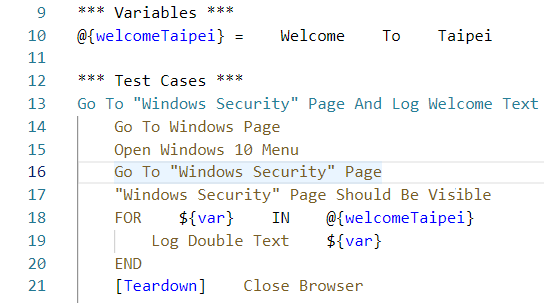 9 *** Variables ***
10 @{welcomeTaipei} =    Welcome    To    Taipei
11
12 *** Test Cases ***
13 Go To "Windows Security" Page And Log Welcome Text
14     Go To Windows Page
15     Open Windows 10 Menu
16     Go To "Windows Security" Page
17     "Windows Security" Page Should Be Visible
18     FOR    ${var}    IN    @{welcomeTaipei}
19         Log Double Text    ${var}
20     END
21     [Teardown]    Close Browser